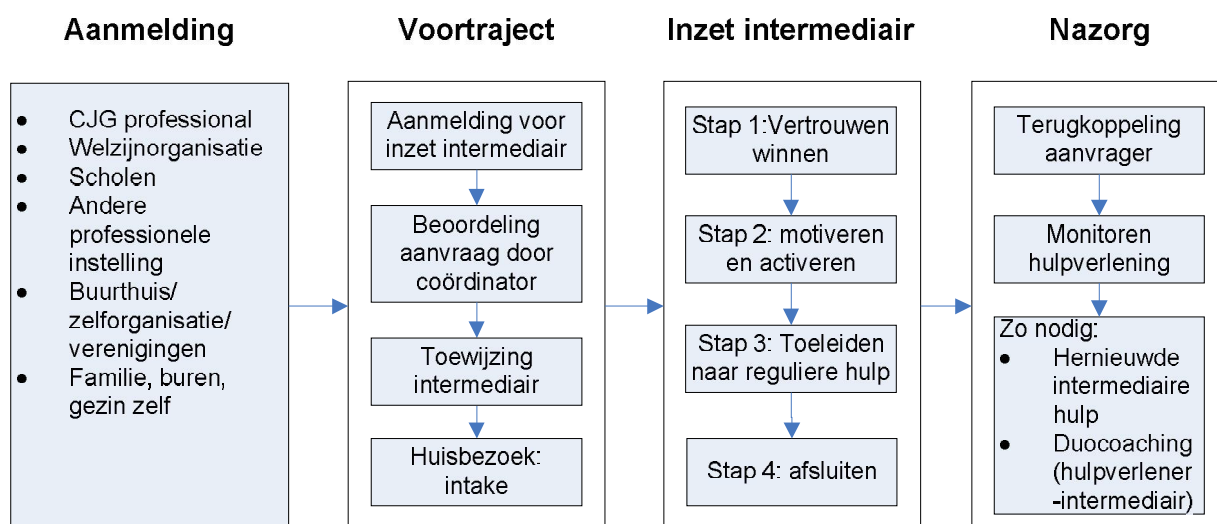 Aanmelding
CJG professional
Welzijnorganisatie
Scholen
Andere
professionele
instelling
Buurthuis/
zelforganisatie/
verenigingen
Familie, buren,
gezin zelf
Voortraject
Aanmelding voor
inzet intermediair
Beoordeling
aanvraag door
coördinator
Toewijzing
intermediair
Huisbezoek:
intake
Inzet intermediair
Stap 1:Vertrouwen
winnen
Stap 2: motiveren
en activeren
Stap 3: Toeleiden
naar reguliere hulp
Stap 4: afsluiten
Nazorg
Terugkoppeling
aanvrager
Monitoren
hulpverlening
Zo nodig:
Hernieuwde
intermediaire
hulp
Duocoaching
(hulpverlener
-intermediair)